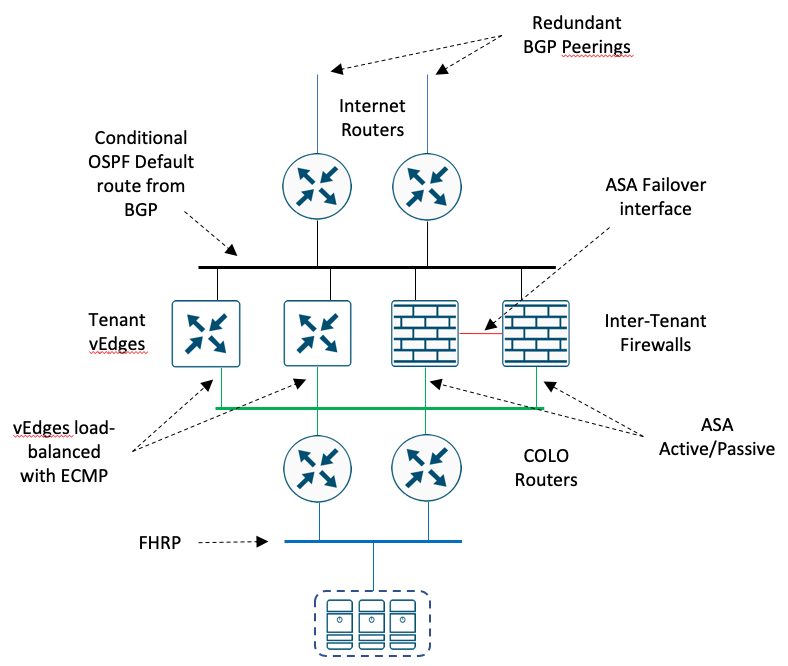 Redundant
BGP Peerings
Internet
Routers
Conditional
OSPF Default
route from
BGP
ASA Failover
interface
Tenant
vEdges
Inter-Tenant
Firewalls
vEdges load-
balanced
with ECMP
ASA
Active/Passive
COLO
Routers
FHRP